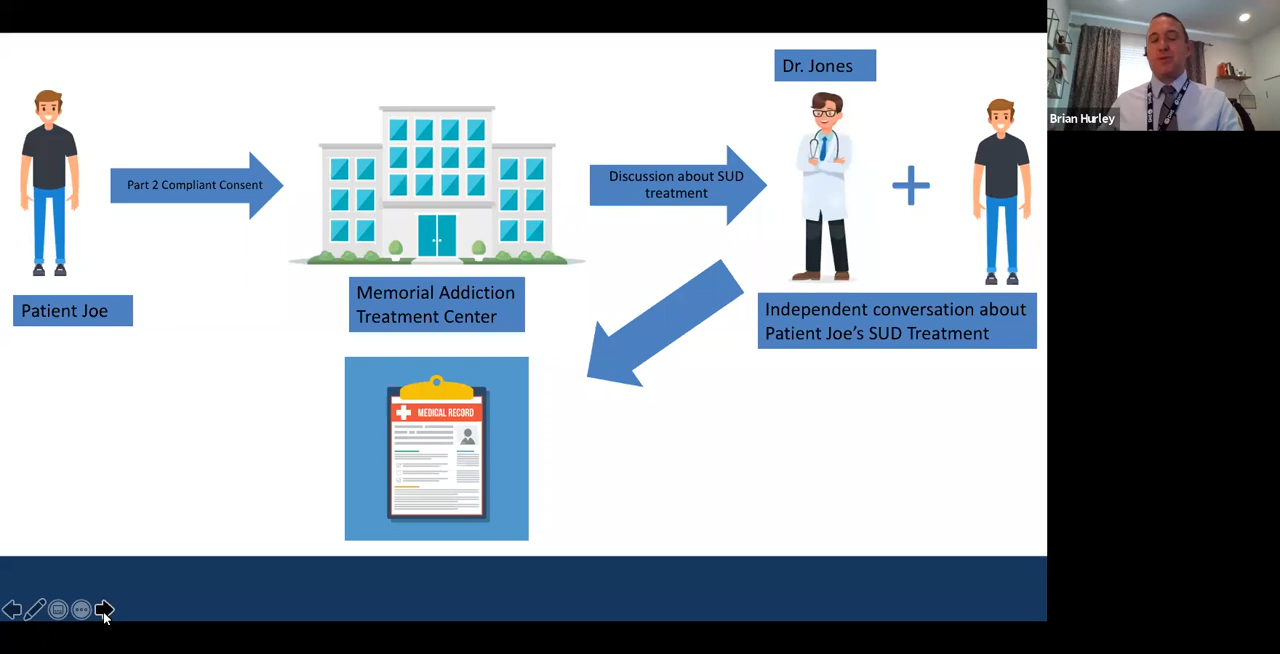 Dr. Jones
Brian Hurley
Part 2 Compliant Consent
Discussion about SUD
treatment
Patient Joe
Memorial Addiction
Treatment Center
Independent conversation about
Patient Joe's SUD Treatment
MEDICAL RECORD